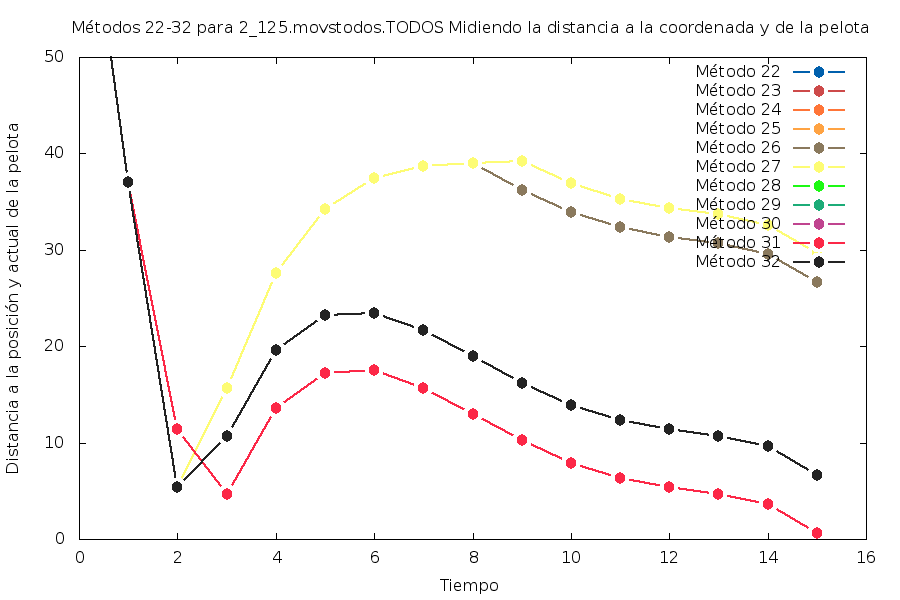 Métodos 22-32 para 2_125.movstodos.TODOS Midiendo la distancia a la coordenada y de la pelota
50
40
30
20
10
0
Distancia a la posición y actual de la pelota
Método 22
Método 23
Método 24
Método 25
Método 26
Método 27
Método 28
Método 29
Método 30
Método 31
Método 32
0 2 4 6 8 10 12 14 16
Tiempo